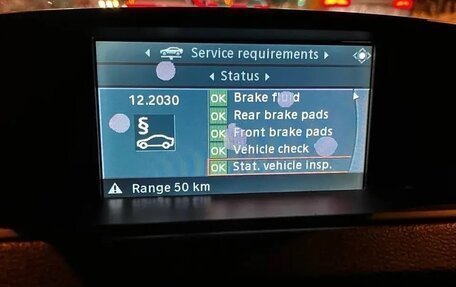 Service requirements
Status
12.2030
OK Brake fluid
OK Rear brake pads
OK Front brake pads
OK Vehicle check
OK Stat. vehicle insp.
§
Range 50 km